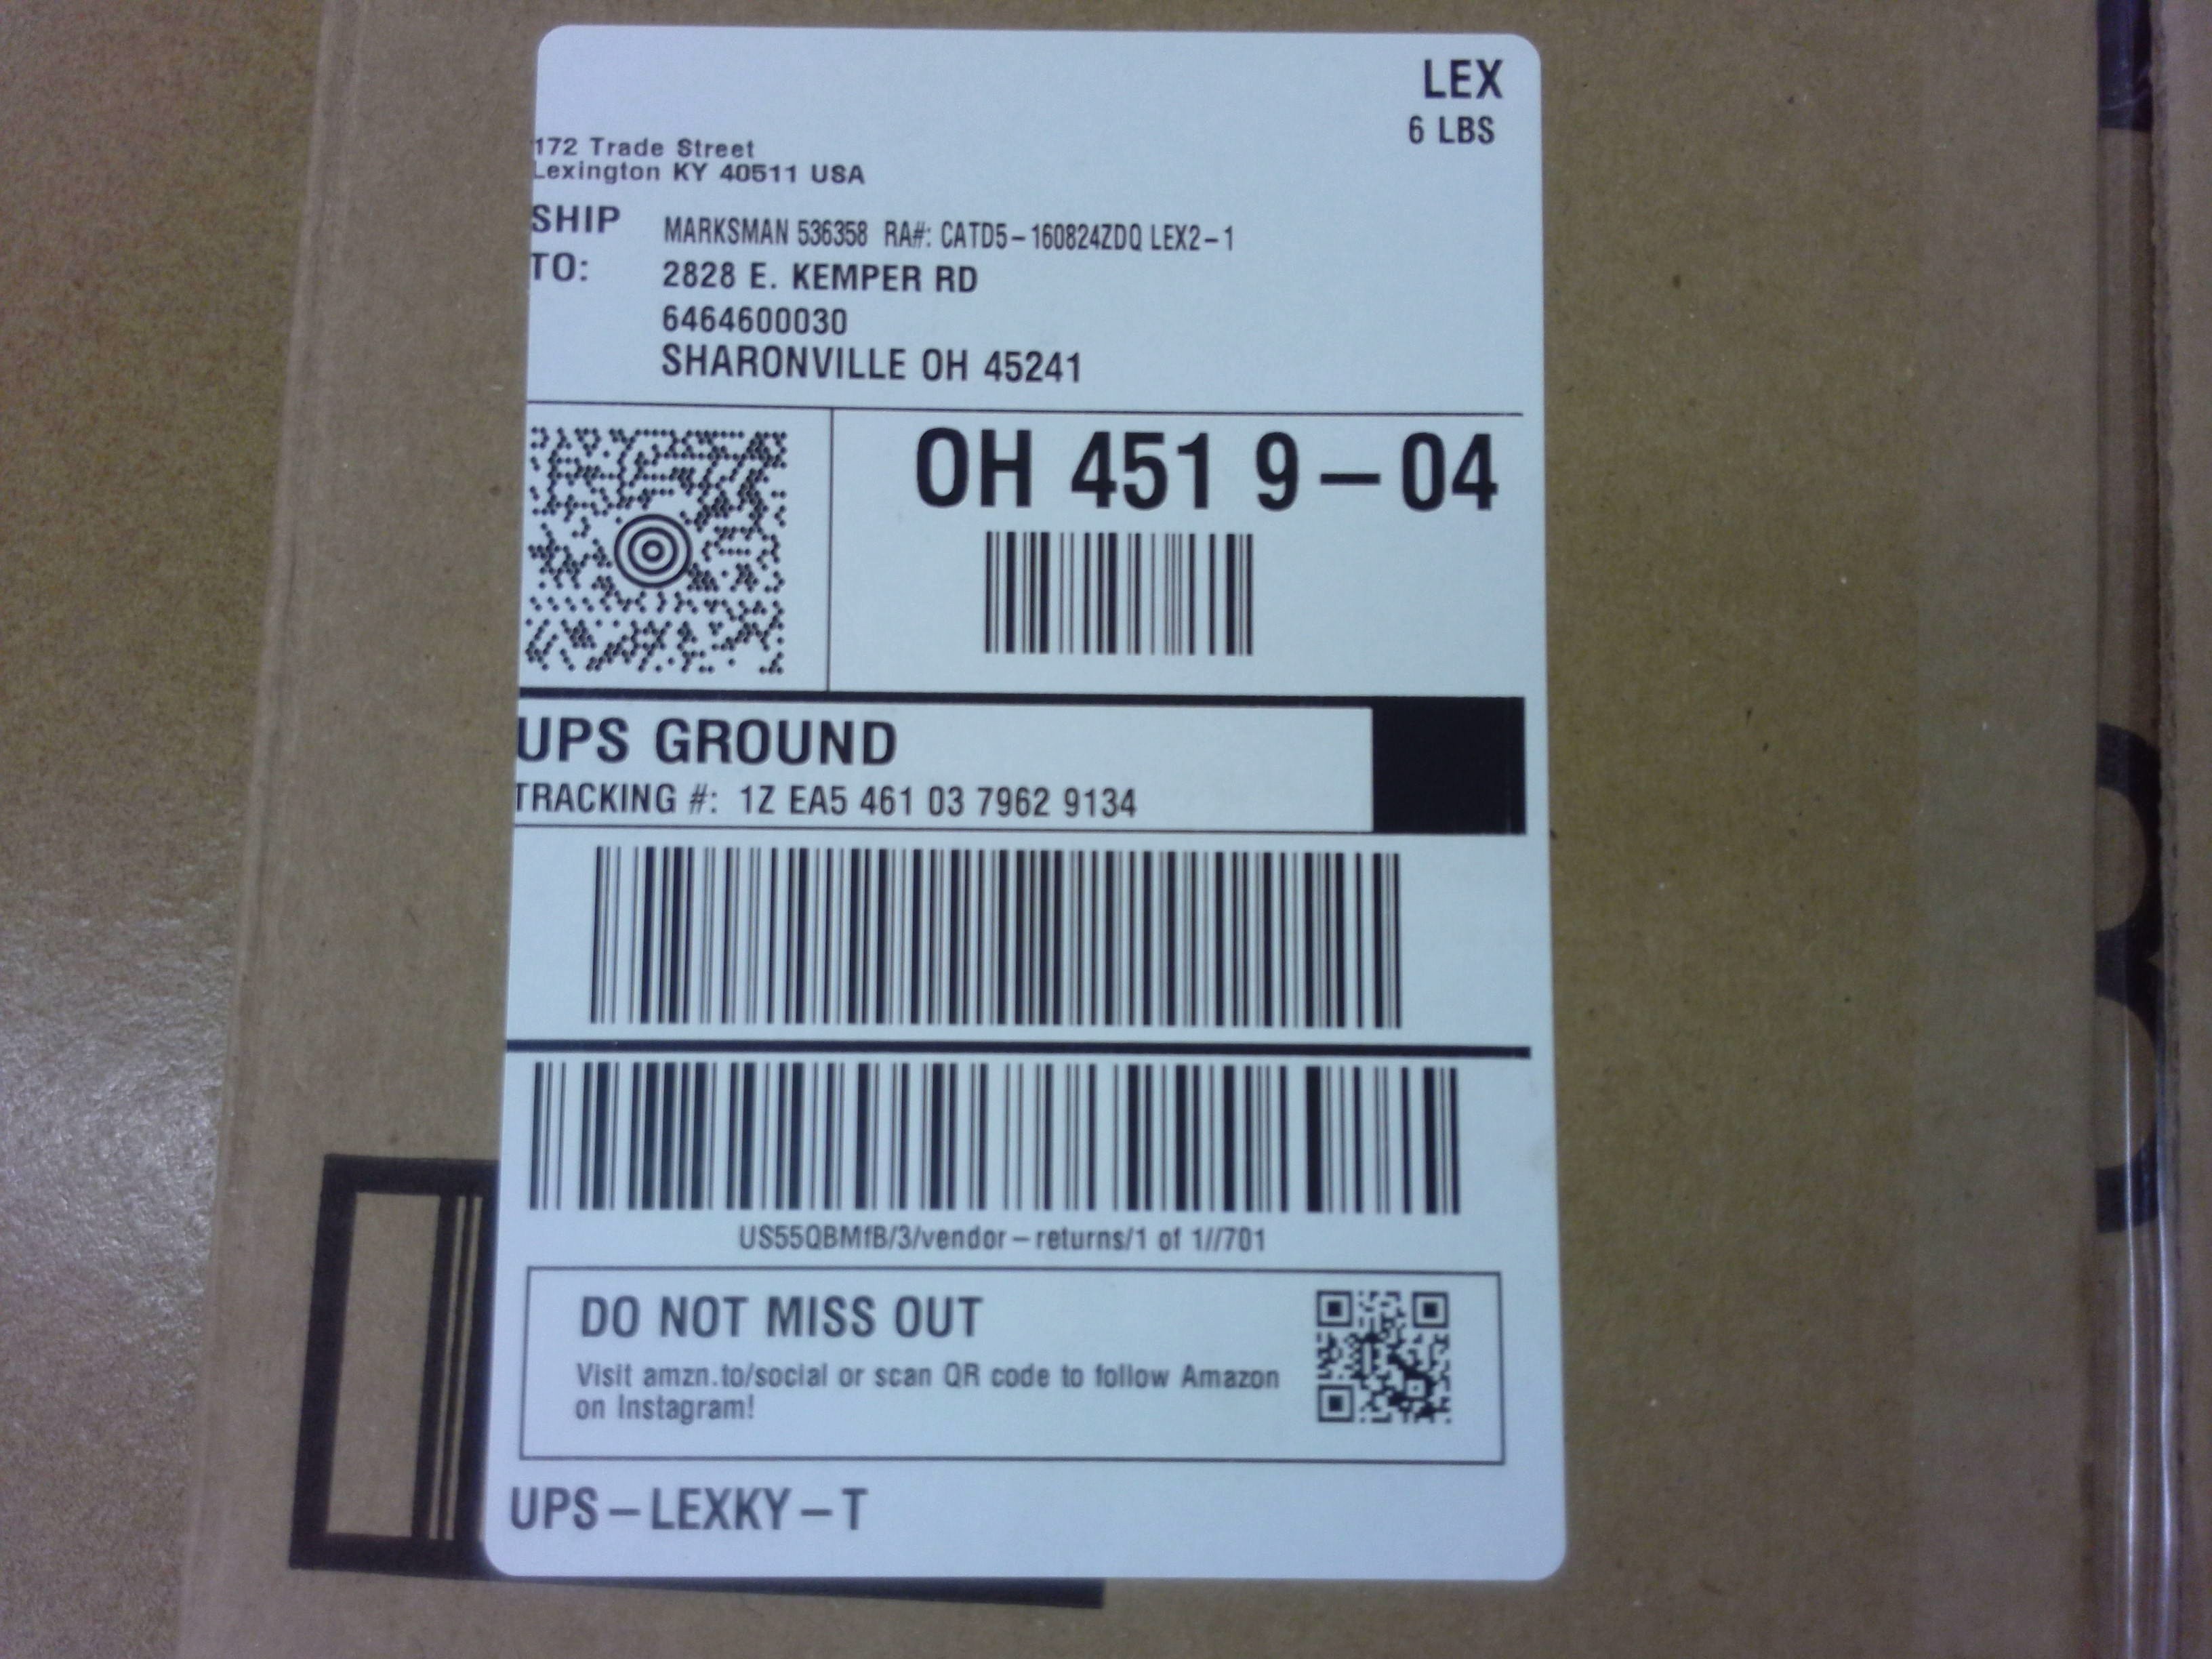 LEX
6 LBS
172 Trade Street
Lexington KY 40511 USA
SHIP TO:
MARKSMAN 536358 RA#: CATD5-160824ZDQ LEX2-1
2828 E. KEMPER RD
6464600030
SHARONVILLE OH 45241
OH 451 9-04
UPS GROUND
TRACKING #: 1Z EA5 461 03 7962 9134
US55QBMfB/3/vendor-returns/1 of 1//701
DO NOT MISS OUT
Visit amzn.to/social or scan QR code to follow Amazon
on Instagram!
UPS-LEXKY-T